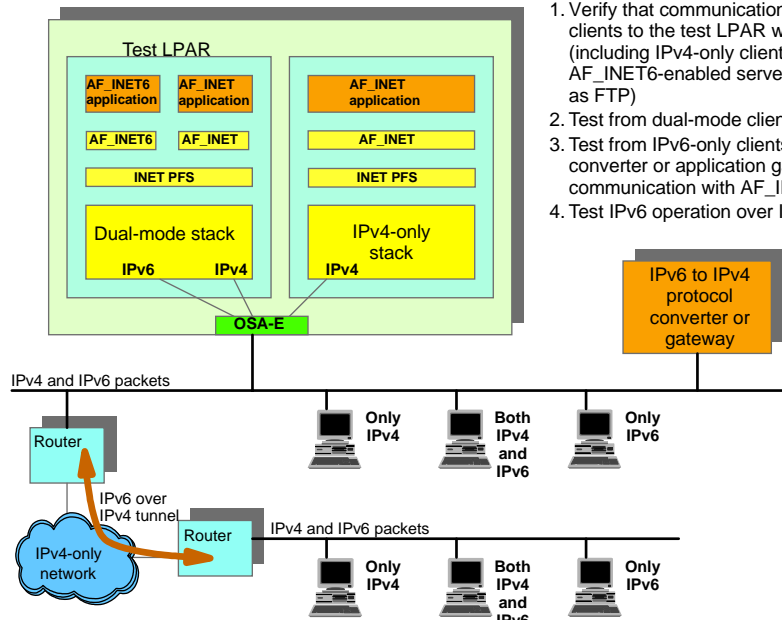 1. Verify that communication
clients to the test LPAR w
(including IPv4-only client
AF_INET6-enabled serve
as FTP)
2. Test from dual-mode clien
3. Test from IPv6-only clients
converter or application g
communication with AF_I
4. Test IPv6 operation over I
Test LPAR
AF_INET6
application
AF_INET
application
AF_INET
application
AF_INET6
AF_INET
AF_INET
INET PFS
INET PFS
Dual-mode stack
IPv6
IPv4
IPv4-only
stack
IPv4
OSA-E
IPv6 to IPv4
protocol
converter or
gateway
IPv4 and IPv6 packets
Router
Only
IPv4
Both
IPv4
and
IPv6
Only
IPv6
IPv6 over
IPv4 tunnel
IPv4-only
network
Router
IPv4 and IPv6 packets
Only
IPv4
Both
IPv4
and
IPv6
Only
IPv6